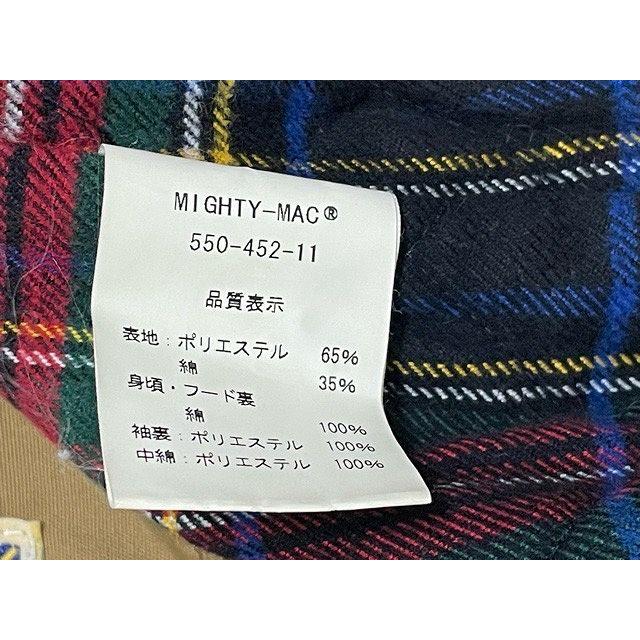 MIGHTY-MAC®
550-452-11
品質表示
表地：ポリエステル 65%
綿 35%
身頃・フード裏
綿 100%
袖裏：ポリエステル 100%
中綿：ポリエステル 100%